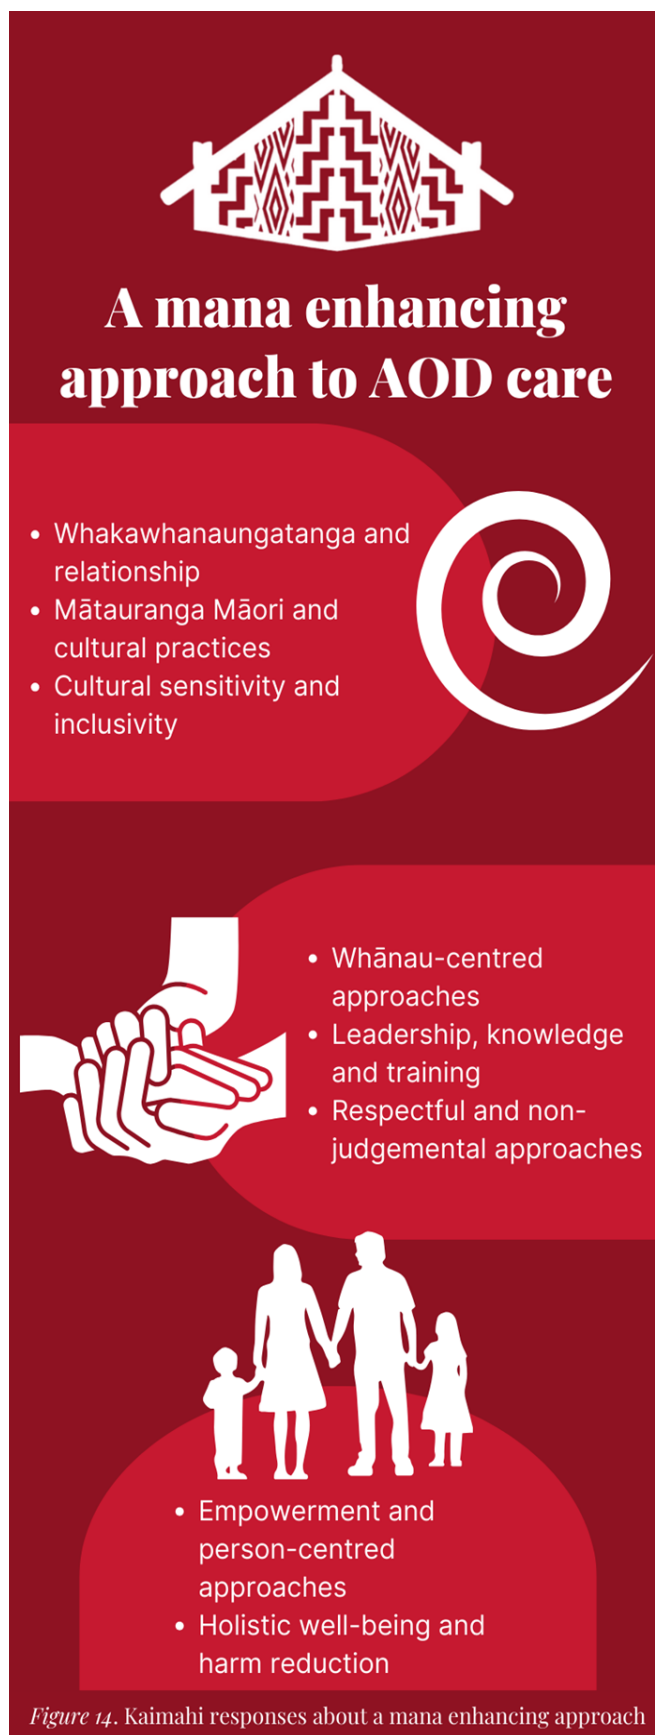 A mana enhancing
approach to AOD care
• Whakawhanaungatanga and
relationship
• Mātauranga Māori and
cultural practices
• Cultural sensitivity and
inclusivity
• Whānau-centred
approaches
• Leadership, knowledge
and training
• Respectful and non-
judgemental approaches
• Empowerment and
person-centred
approaches
• Holistic well-being and
harm reduction
Figure 14. Kaimahi responses about a mana enhancing approach